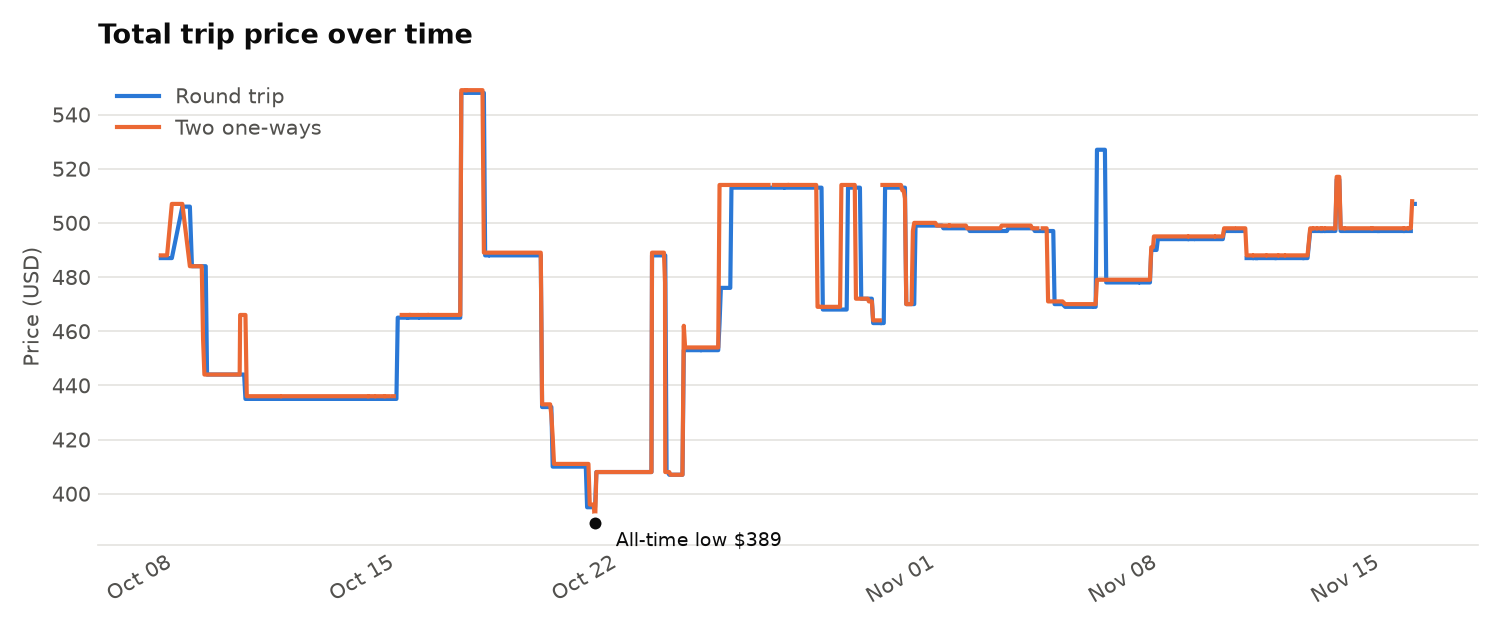 Total trip price over time
Round trip
Two one-ways
Price (USD)
540
520
500
480
460
440
420
400
All-time low $389
Oct 08
Oct 15
Oct 22
Nov 01
Nov 08
Nov 15